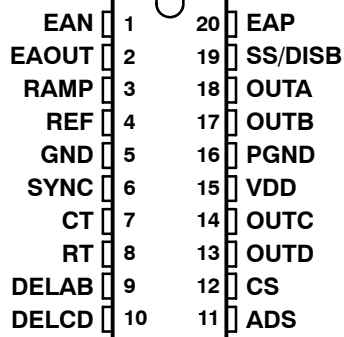 EAN 1 20 EAP
EAOUT 2 19 SS/DISB
RAMP 3 18 OUTA
REF 4 17 OUTB
GND 5 16 PGND
SYNC 6 15 VDD
CT 7 14 OUTC
RT 8 13 OUTD
DELAB 9 12 CS
DELCD 10 11 ADS